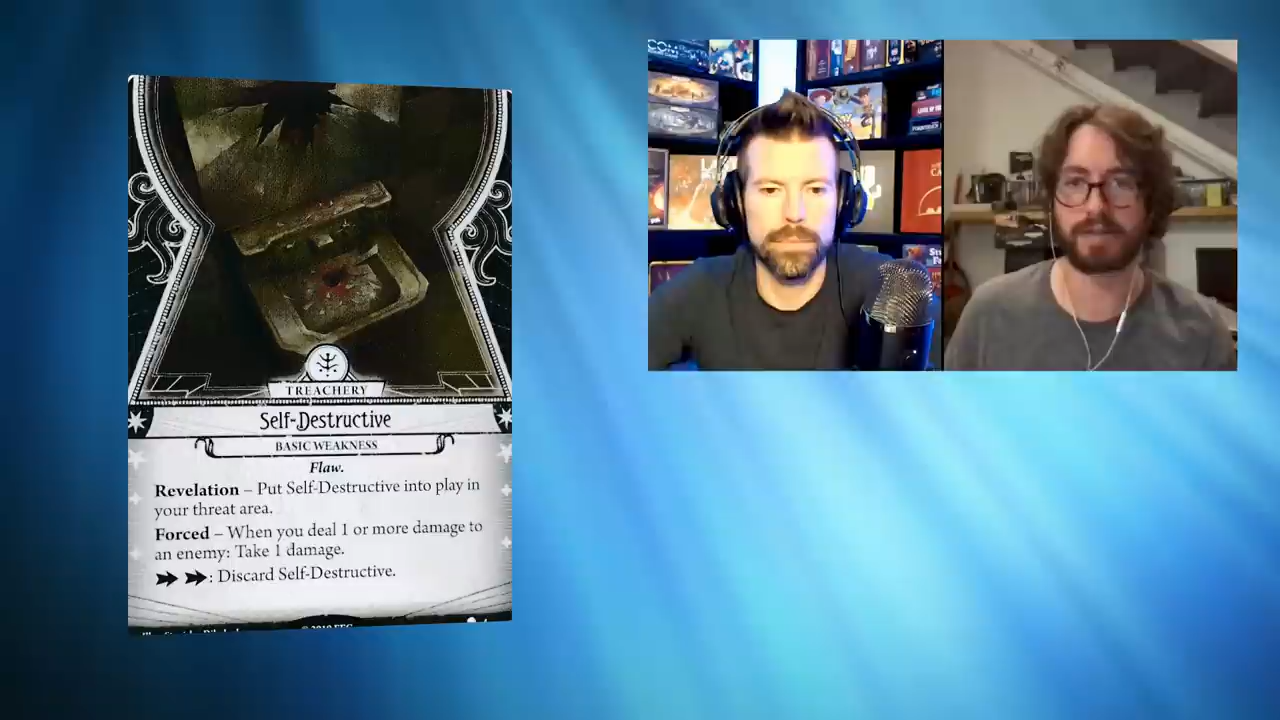 TREACHERY
Self-Destructive
BASIC WEAKNESS
Flaw.
Revelation – Put Self-Destructive into play in
your threat area.
Forced – When you deal 1 or more damage to
an enemy: Take 1 damage.
: Discard Self-Destructive.